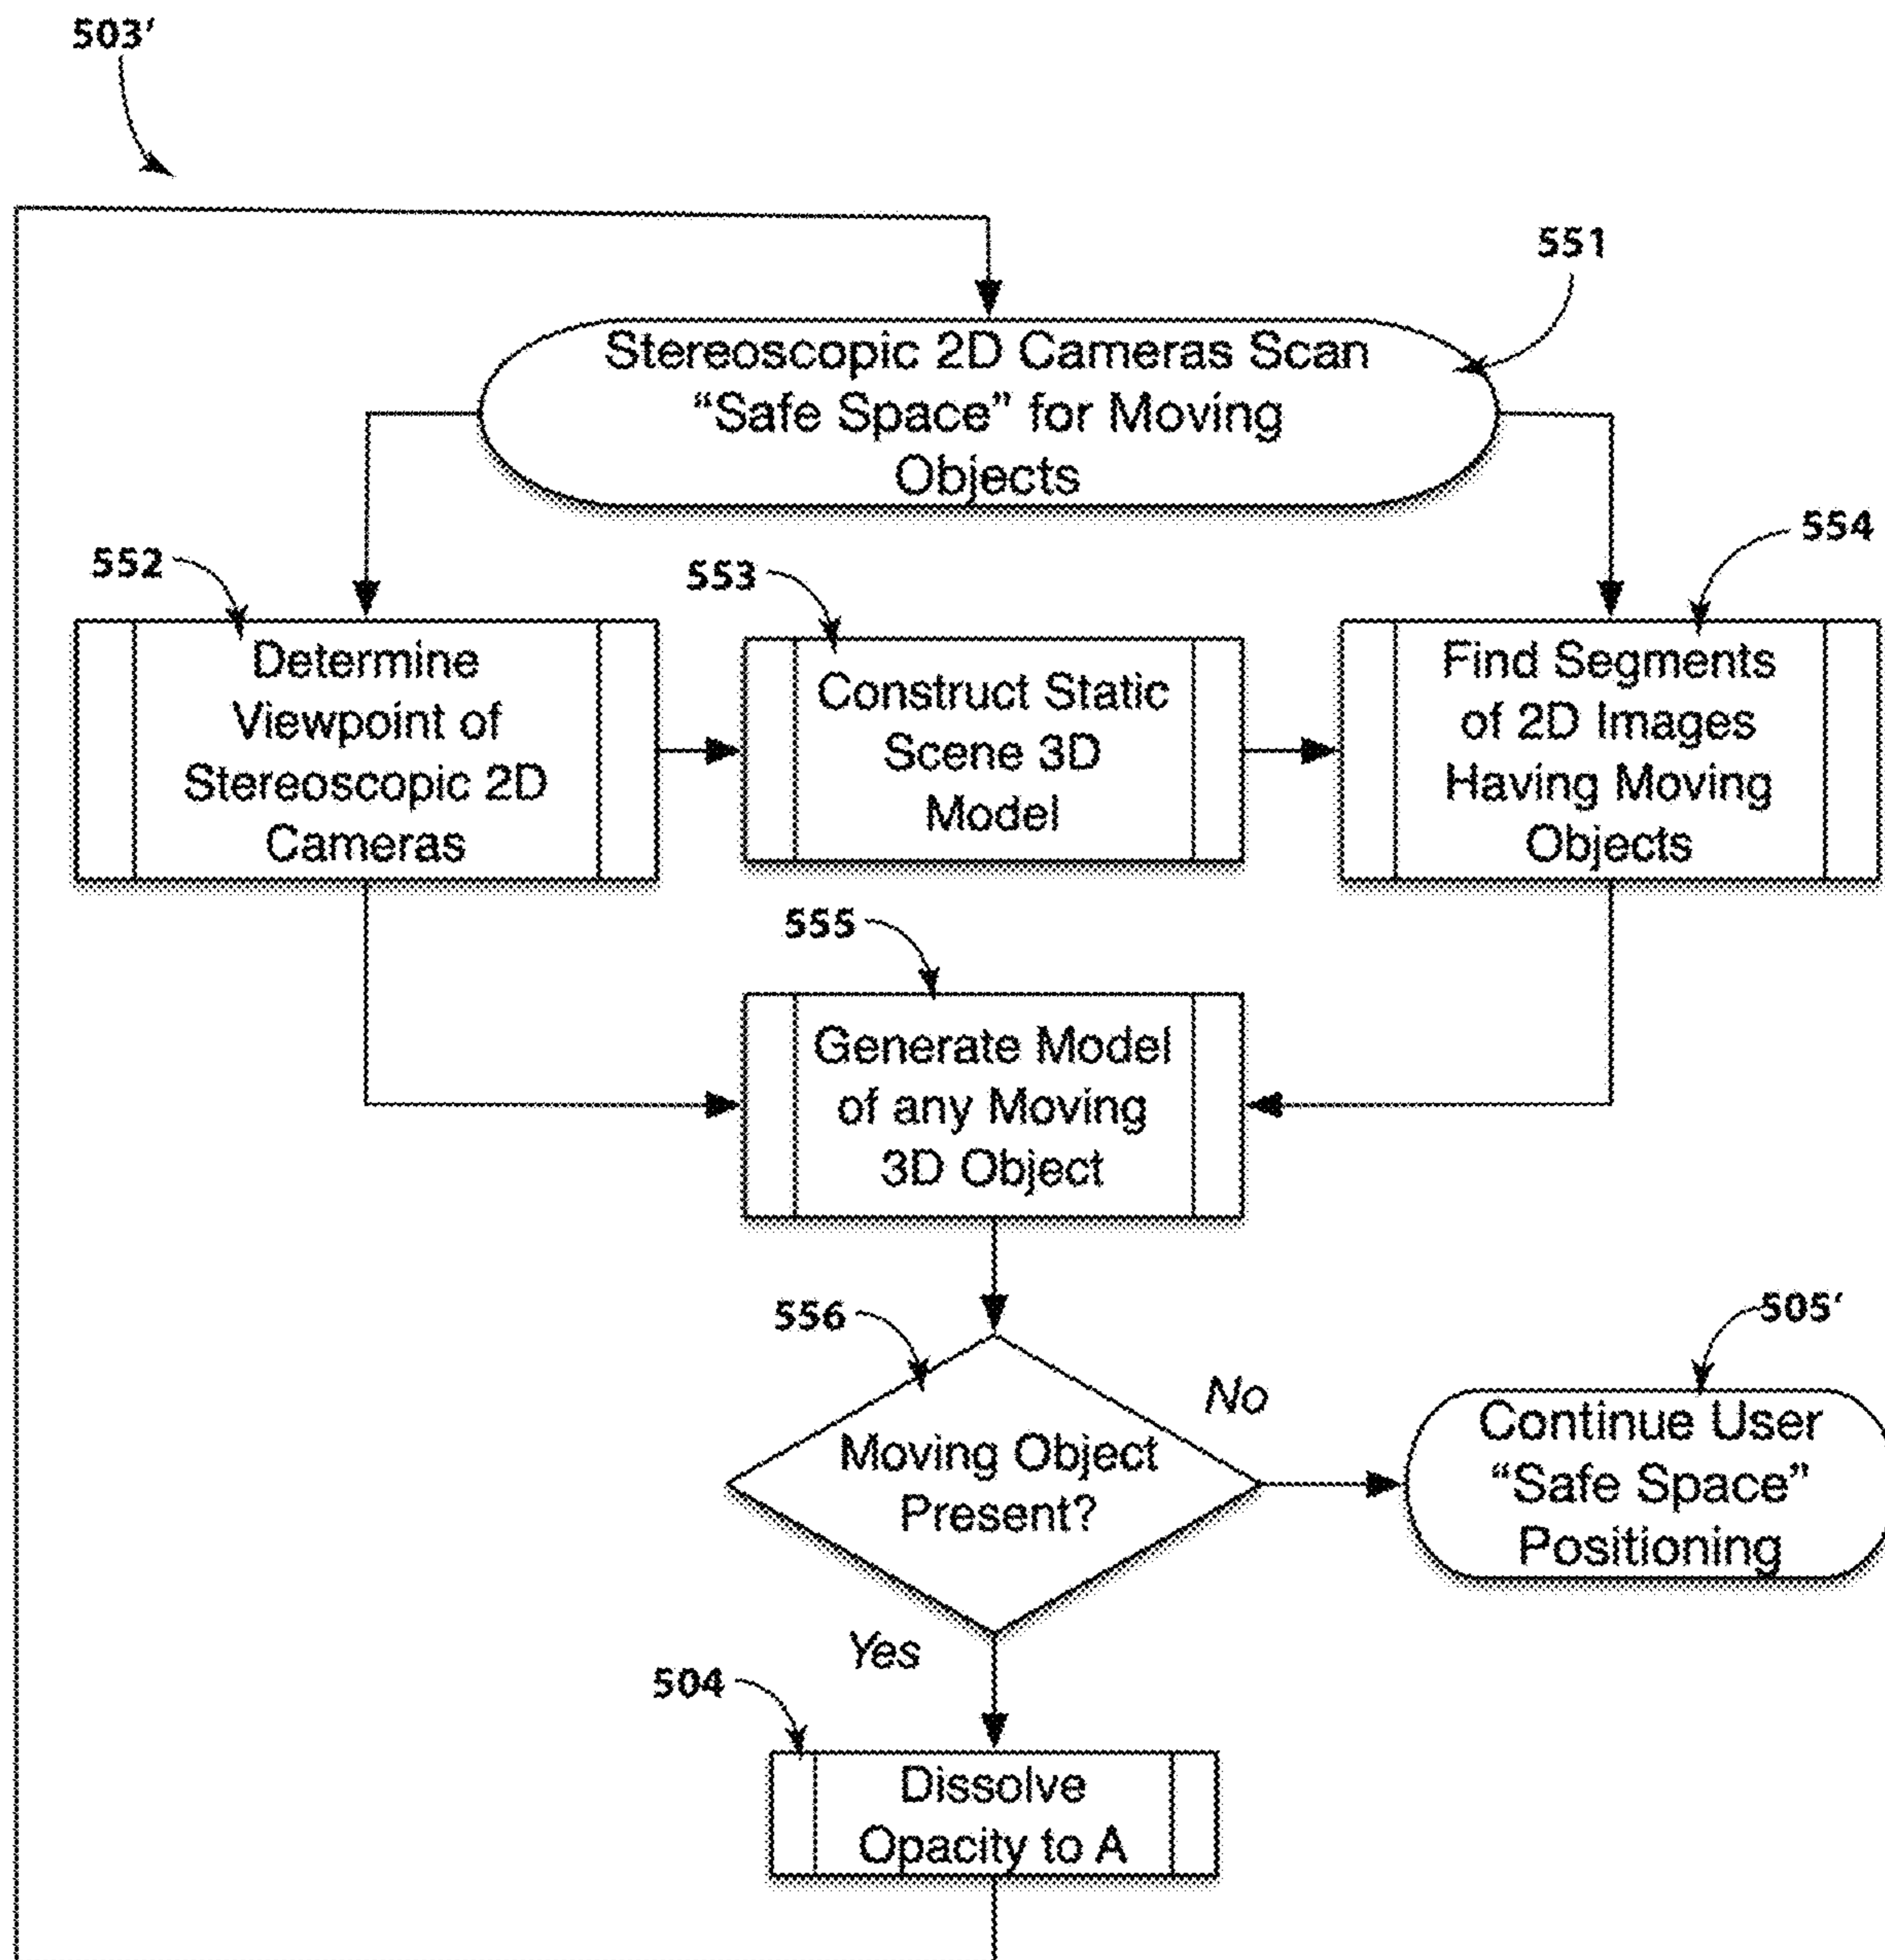 503′
551
Stereoscopic 2D Cameras Scan
“Safe Space” for Moving
Objects
552
553
554
Determine
Viewpoint of
Stereoscopic 2D
Cameras
Construct Static
Scene 3D
Model
Find Segments
of 2D Images
Having Moving
Objects
555
Generate Model
of any Moving
3D Object
556
Moving Object
Present?
No
505′
Continue User
“Safe Space”
Positioning
Yes
504
Dissolve
Opacity to A